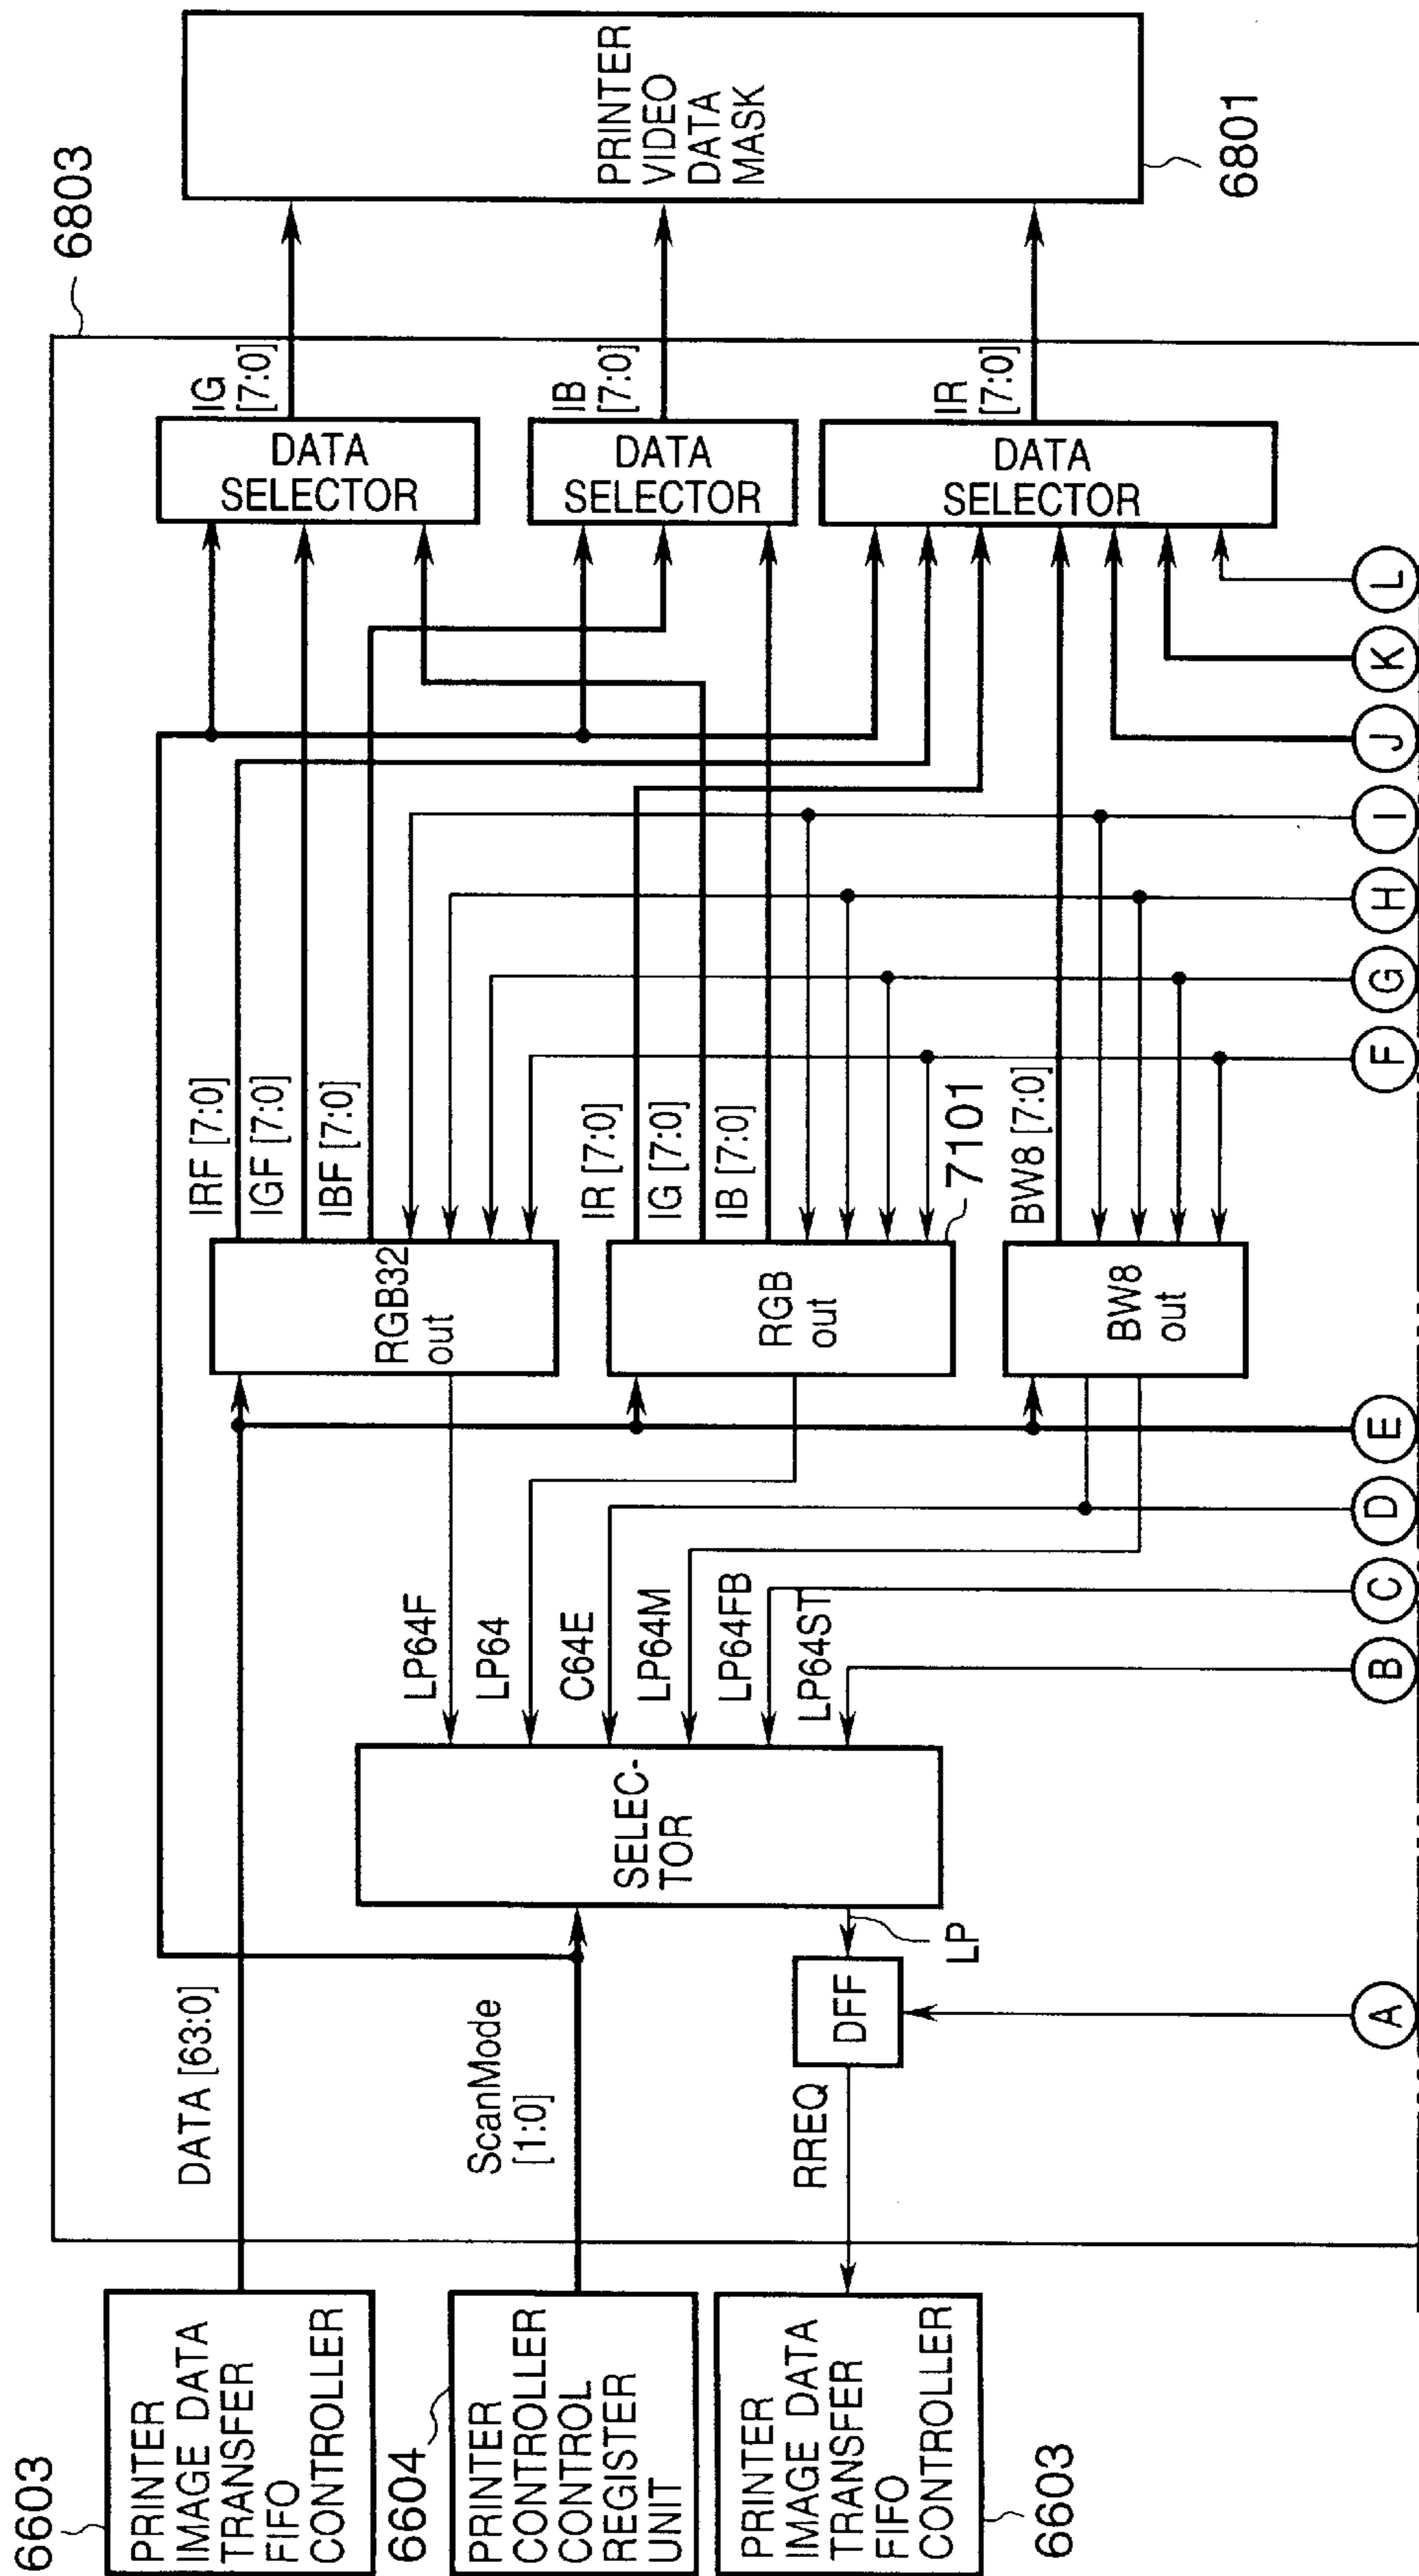 6803
6603
PRINTER
IMAGE DATA
TRANSFER
FIFO
CONTROLLER
DATA [63:0]
6604
PRINTER
CONTROLLER
CONTROL
REGISTER
UNIT
ScanMode
[1:0]
PRINTER
IMAGE DATA
TRANSFER
FIFO
CONTROLLER
6603
RREQ
DFF
LP
SELEC-
TOR
LP64F
LP64
C64E
LP64M
LP64FB
LP64ST
RGB32
out
IRF [7:0]
IGF [7:0]
IBF [7:0]
RGB
out
IR [7:0]
IG [7:0]
IB [7:0]
7101
BW8
out
BW8 [7:0]
DATA
SELECTOR
IG
[7:0]
DATA
SELECTOR
IB
[7:0]
DATA
SELECTOR
IR
[7:0]
PRINTER
VIDEO
DATA
MASK
6801
A
B
C
D
E
F
G
H
I
J
K
L